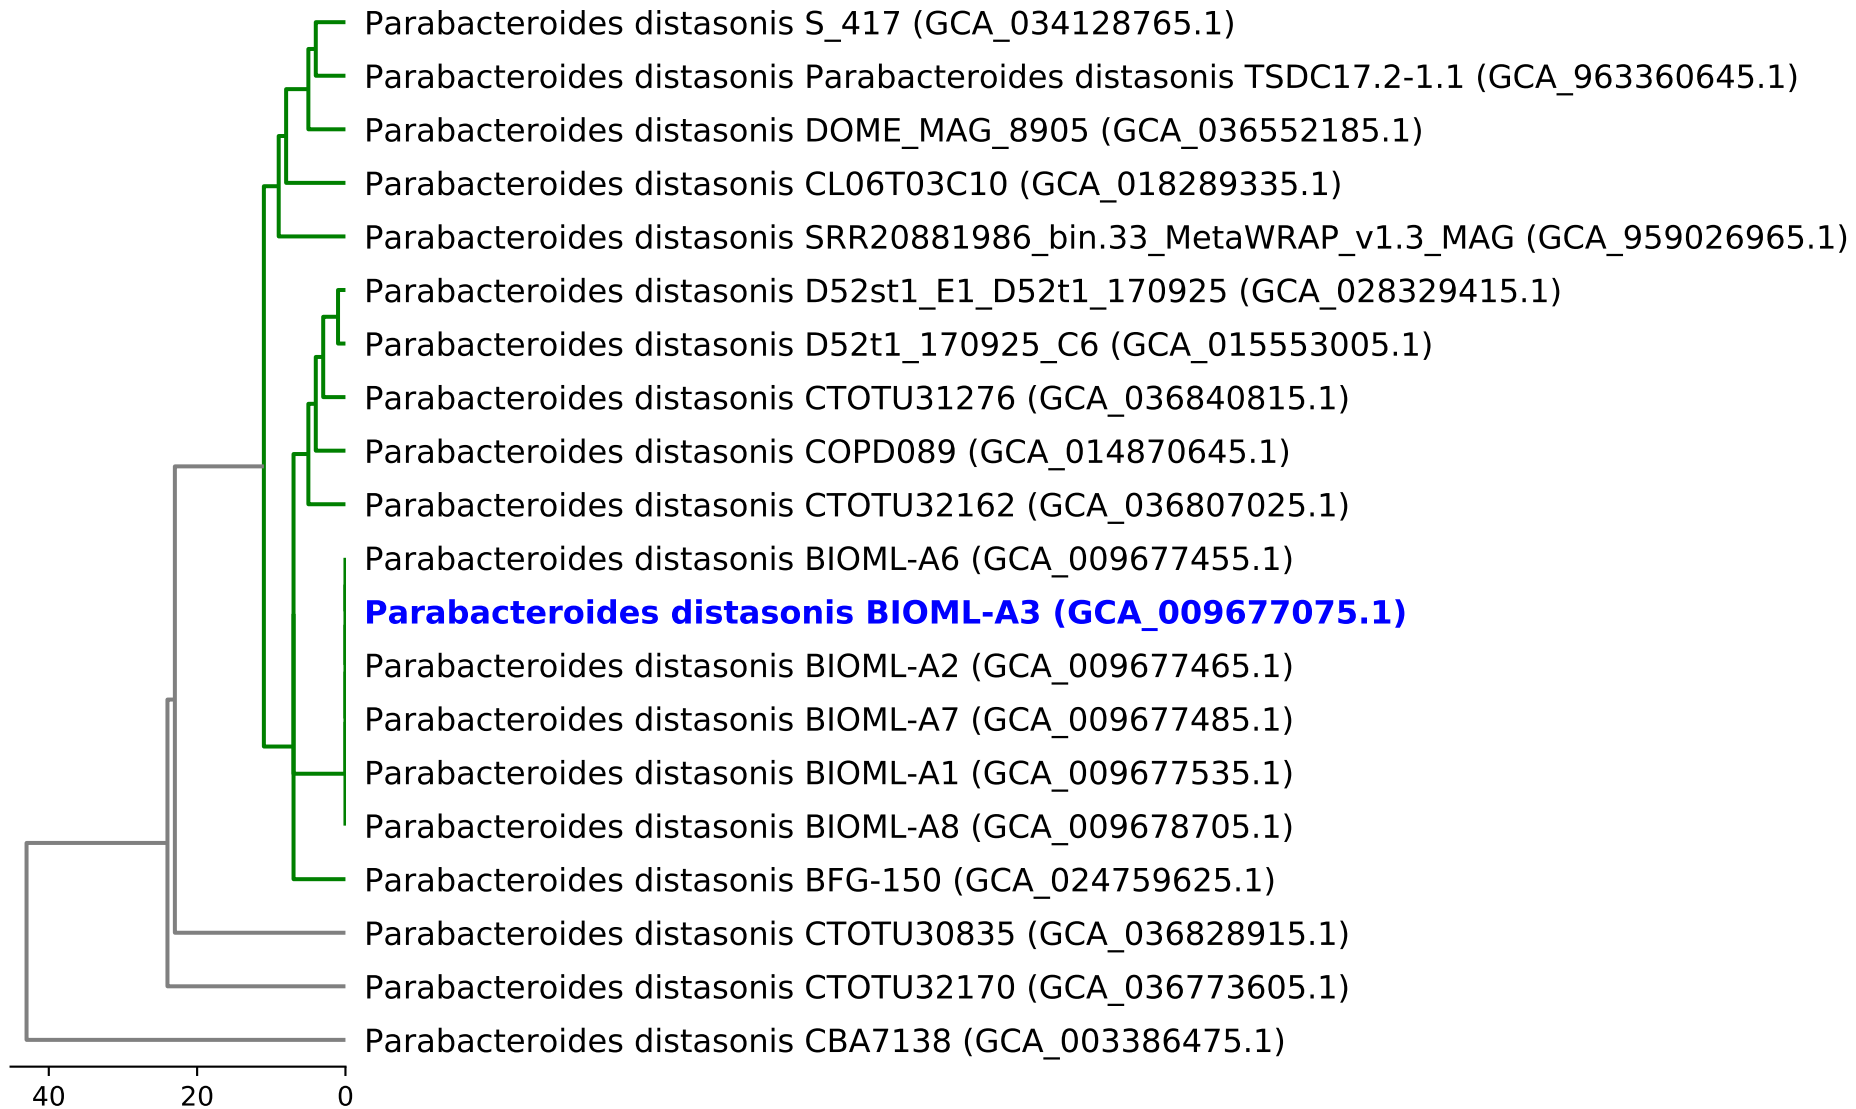 Parabacteroides distasonis S_417 (GCA_034128765.1)
Parabacteroides distasonis Parabacteroides distasonis TSDC17.2-1.1 (GCA_963360645.1)
Parabacteroides distasonis DOME_MAG_8905 (GCA_036552185.1)
Parabacteroides distasonis CL06T03C10 (GCA_018289335.1)
Parabacteroides distasonis SRR20881986_bin.33_MetaWRAP_v1.3_MAG (GCA_959026965.1)
Parabacteroides distasonis D52st1_E1_D52t1_170925 (GCA_028329415.1)
Parabacteroides distasonis D52t1_170925_C6 (GCA_015553005.1)
Parabacteroides distasonis CTOTU31276 (GCA_036840815.1)
Parabacteroides distasonis COPD089 (GCA_014870645.1)
Parabacteroides distasonis CTOTU32162 (GCA_036807025.1)
Parabacteroides distasonis BIOML-A6 (GCA_009677455.1)
Parabacteroides distasonis BIOML-A3 (GCA_009677075.1)
Parabacteroides distasonis BIOML-A2 (GCA_009677465.1)
Parabacteroides distasonis BIOML-A7 (GCA_009677485.1)
Parabacteroides distasonis BIOML-A1 (GCA_009677535.1)
Parabacteroides distasonis BIOML-A8 (GCA_009678705.1)
Parabacteroides distasonis BFG-150 (GCA_024759625.1)
Parabacteroides distasonis CTOTU30835 (GCA_036828915.1)
Parabacteroides distasonis CTOTU32170 (GCA_036773605.1)
Parabacteroides distasonis CBA7138 (GCA_003386475.1)
40 20 0